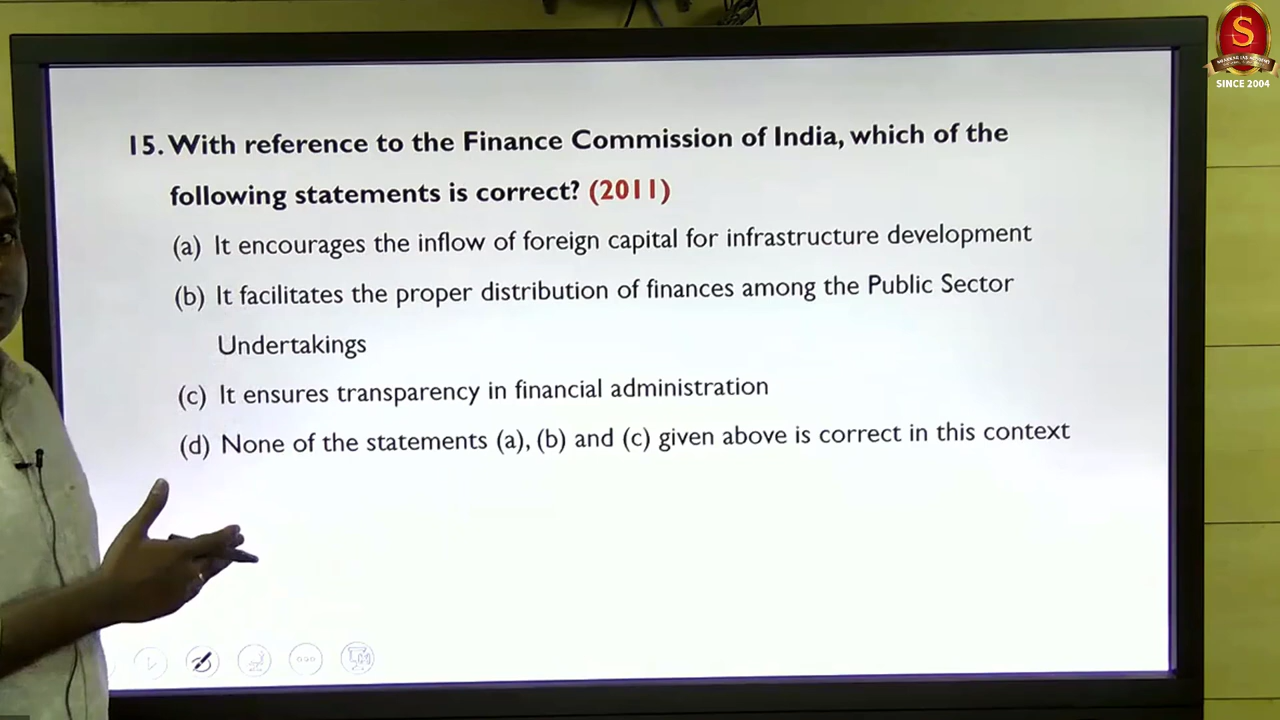 SINCE 2004
15. With reference to the Finance Commission of India, which of the
following statements is correct? (2011)
(a) It encourages the inflow of foreign capital for infrastructure development
(b) It facilitates the proper distribution of finances among the Public Sector
Undertakings
(c) It ensures transparency in financial administration
(d) None of the statements (a), (b) and (c) given above is correct in this context